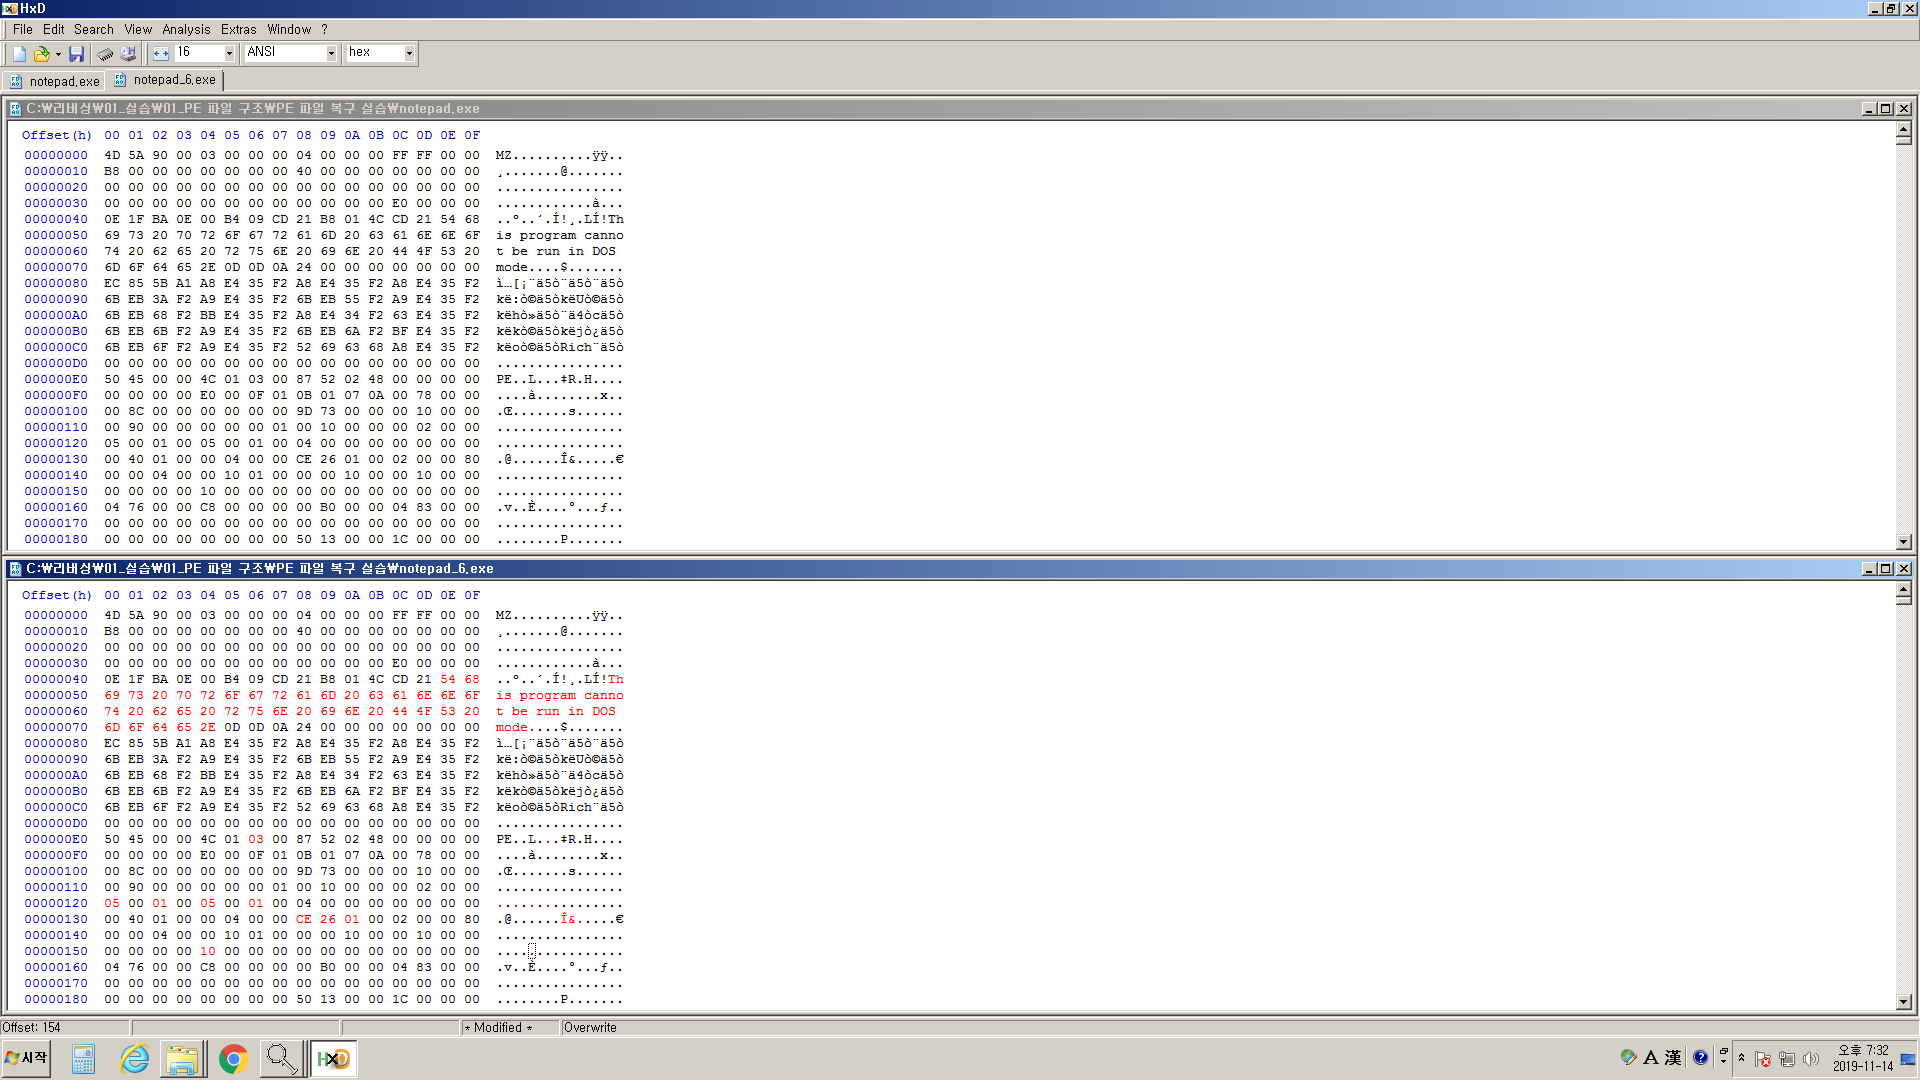 HxD
File Edit Search View Analysis Extras Window ?
16 ANSI hex
notepad.exe notepad_6.exe
C:₩리버싱₩01_실습₩01_PE 파일 구조₩PE 파일 복구 실습₩notepad.exe
Offset(h) 00 01 02 03 04 05 06 07 08 09 0A 0B 0C 0D 0E 0F
00000000 4D 5A 90 00 03 00 00 00 04 00 00 00 FF FF 00 00 MZ..........ÿÿ..
00000010 B8 00 00 00 00 00 00 00 40 00 00 00 00 00 00 00 ¸.......@.......
00000020 00 00 00 00 00 00 00 00 00 00 00 00 00 00 00 00 ................
00000030 00 00 00 00 00 00 00 00 00 00 00 00 E0 00 00 00 ............à...
00000040 0E 1F BA 0E 00 B4 09 CD 21 B8 01 4C CD 21 54 68 ..º..´.Í!¸.LÍ!Th
00000050 69 73 20 70 72 6F 67 72 61 6D 20 63 61 6E 6E 6F is program canno
00000060 74 20 62 65 20 72 75 6E 20 69 6E 20 44 4F 53 20 t be run in DOS
00000070 6D 6F 64 65 2E 0D 0D 0A 24 00 00 00 00 00 00 00 mode....$.......
00000080 EC 85 5B A1 A8 E4 35 F2 A8 E4 35 F2 A8 E4 35 F2 ì…[¡¨ä5ò¨ä5ò¨ä5ò
00000090 6B EB 3A F2 A9 E4 35 F2 6B EB 55 F2 A9 E4 35 F2 kë:ò©ä5òkëUò©ä5ò
000000A0 6B EB 68 F2 BB E4 35 F2 A8 E4 34 F2 63 E4 35 F2 këhò»ä5ò¨ä4òcä5ò
000000B0 6B EB 6B F2 A9 E4 35 F2 6B EB 6A F2 BF E4 35 F2 këkò©ä5òkëjò¿ä5ò
000000C0 6B EB 6F F2 A9 E4 35 F2 52 69 63 68 A8 E4 35 F2 këoò©ä5òRich¨ä5ò
000000D0 00 00 00 00 00 00 00 00 00 00 00 00 00 00 00 00 ................
000000E0 50 45 00 00 4C 01 03 00 87 52 02 48 00 00 00 00 PE..L...‡R.H....
000000F0 00 00 00 00 E0 00 0F 01 0B 01 07 0A 00 78 00 00 ....à........x..
00000100 00 8C 00 00 00 00 00 00 9D 73 00 00 00 10 00 00 .Œ.......s......
00000110 00 90 00 00 00 00 00 01 00 10 00 00 00 02 00 00 ................
00000120 05 00 01 00 05 00 01 00 04 00 00 00 00 00 00 00 ................
00000130 00 40 01 00 00 04 00 00 CE 26 01 00 02 00 00 80 .@......Î&.....€
00000140 00 00 04 00 00 10 01 00 00 00 10 00 00 10 00 00 ................
00000150 00 00 00 00 10 00 00 00 00 00 00 00 00 00 00 00 ................
00000160 04 76 00 00 C8 00 00 00 00 B0 00 00 04 83 00 00 .v..È....°...ƒ..
00000170 00 00 00 00 00 00 00 00 00 00 00 00 00 00 00 00 ................
00000180 00 00 00 00 00 00 00 00 50 13 00 00 1C 00 00 00 ........P.......
C:₩리버싱₩01_실습₩01_PE 파일 구조₩PE 파일 복구 실습₩notepad_6.exe
Offset(h) 00 01 02 03 04 05 06 07 08 09 0A 0B 0C 0D 0E 0F
00000000 4D 5A 90 00 03 00 00 00 04 00 00 00 FF FF 00 00 MZ..........ÿÿ..
00000010 B8 00 00 00 00 00 00 00 40 00 00 00 00 00 00 00 ¸.......@.......
00000020 00 00 00 00 00 00 00 00 00 00 00 00 00 00 00 00 ................
00000030 00 00 00 00 00 00 00 00 00 00 00 00 E0 00 00 00 ............à...
00000040 0E 1F BA 0E 00 B4 09 CD 21 B8 01 4C CD 21 54 68 ..º..´.Í!¸.LÍ!Th
00000050 69 73 20 70 72 6F 67 72 61 6D 20 63 61 6E 6E 6F is program canno
00000060 74 20 62 65 20 72 75 6E 20 69 6E 20 44 4F 53 20 t be run in DOS
00000070 6D 6F 64 65 2E 0D 0D 0A 24 00 00 00 00 00 00 00 mode....$.......
00000080 EC 85 5B A1 A8 E4 35 F2 A8 E4 35 F2 A8 E4 35 F2 ì…[¡¨ä5ò¨ä5ò¨ä5ò
00000090 6B EB 3A F2 A9 E4 35 F2 6B EB 55 F2 A9 E4 35 F2 kë:ò©ä5òkëUò©ä5ò
000000A0 6B EB 68 F2 BB E4 35 F2 A8 E4 34 F2 63 E4 35 F2 këhò»ä5ò¨ä4òcä5ò
000000B0 6B EB 6B F2 A9 E4 35 F2 6B EB 6A F2 BF E4 35 F2 këkò©ä5òkëjò¿ä5ò
000000C0 6B EB 6F F2 A9 E4 35 F2 52 69 63 68 A8 E4 35 F2 këoò©ä5òRich¨ä5ò
000000D0 00 00 00 00 00 00 00 00 00 00 00 00 00 00 00 00 ................
000000E0 50 45 00 00 4C 01 03 00 87 52 02 48 00 00 00 00 PE..L...‡R.H....
000000F0 00 00 00 00 E0 00 0F 01 0B 01 07 0A 00 78 00 00 ....à........x..
00000100 00 8C 00 00 00 00 00 00 9D 73 00 00 00 10 00 00 .Œ.......s......
00000110 00 90 00 00 00 00 00 01 00 10 00 00 00 02 00 00 ................
00000120 05 00 01 00 05 00 01 00 04 00 00 00 00 00 00 00 ................
00000130 00 40 01 00 00 04 00 00 CE 26 01 00 02 00 00 80 .@......Î&.....€
00000140 00 00 04 00 00 10 01 00 00 00 10 00 00 10 00 00 ................
00000150 00 00 00 00 10 00 00 00 00 00 00 00 00 00 00 00 ................
00000160 04 76 00 00 C8 00 00 00 00 B0 00 00 04 83 00 00 .v..È....°...ƒ..
00000170 00 00 00 00 00 00 00 00 00 00 00 00 00 00 00 00 ................
00000180 00 00 00 00 00 00 00 00 50 13 00 00 1C 00 00 00 ........P.......
Offset: 154 * Modified * Overwrite
시작 HxD A 漢 ? 오후 7:32
2019-11-14